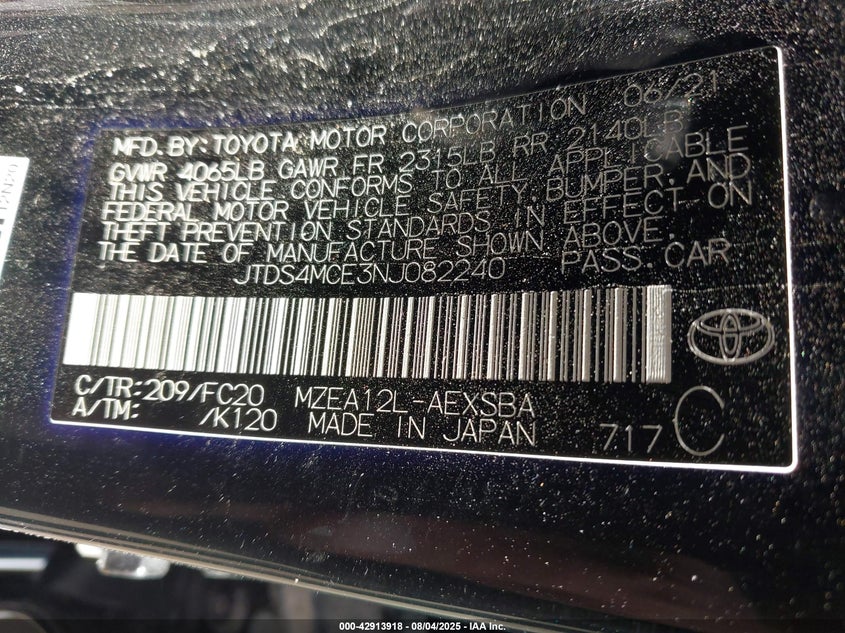 MFD. BY: TOYOTA MOTOR CORPORATION 06/21
GVWR 4065LB GAWR FR 2315LB RR 2140LB
THIS VEHICLE CONFORMS TO ALL APPLICABLE
FEDERAL MOTOR VEHICLE SAFETY, BUMPER, AND
THEFT PREVENTION STANDARDS IN EFFECT ON
THE DATE OF MANUFACTURE SHOWN ABOVE.
JTDS4MCE3NJ082240 PASS. CAR
C/TR: 209/FC20 MZEA12L-AEXSBA
A/TM: /K120 MADE IN JAPAN 717 C
000-42913918 - 08/04/2025 - IAA Inc.